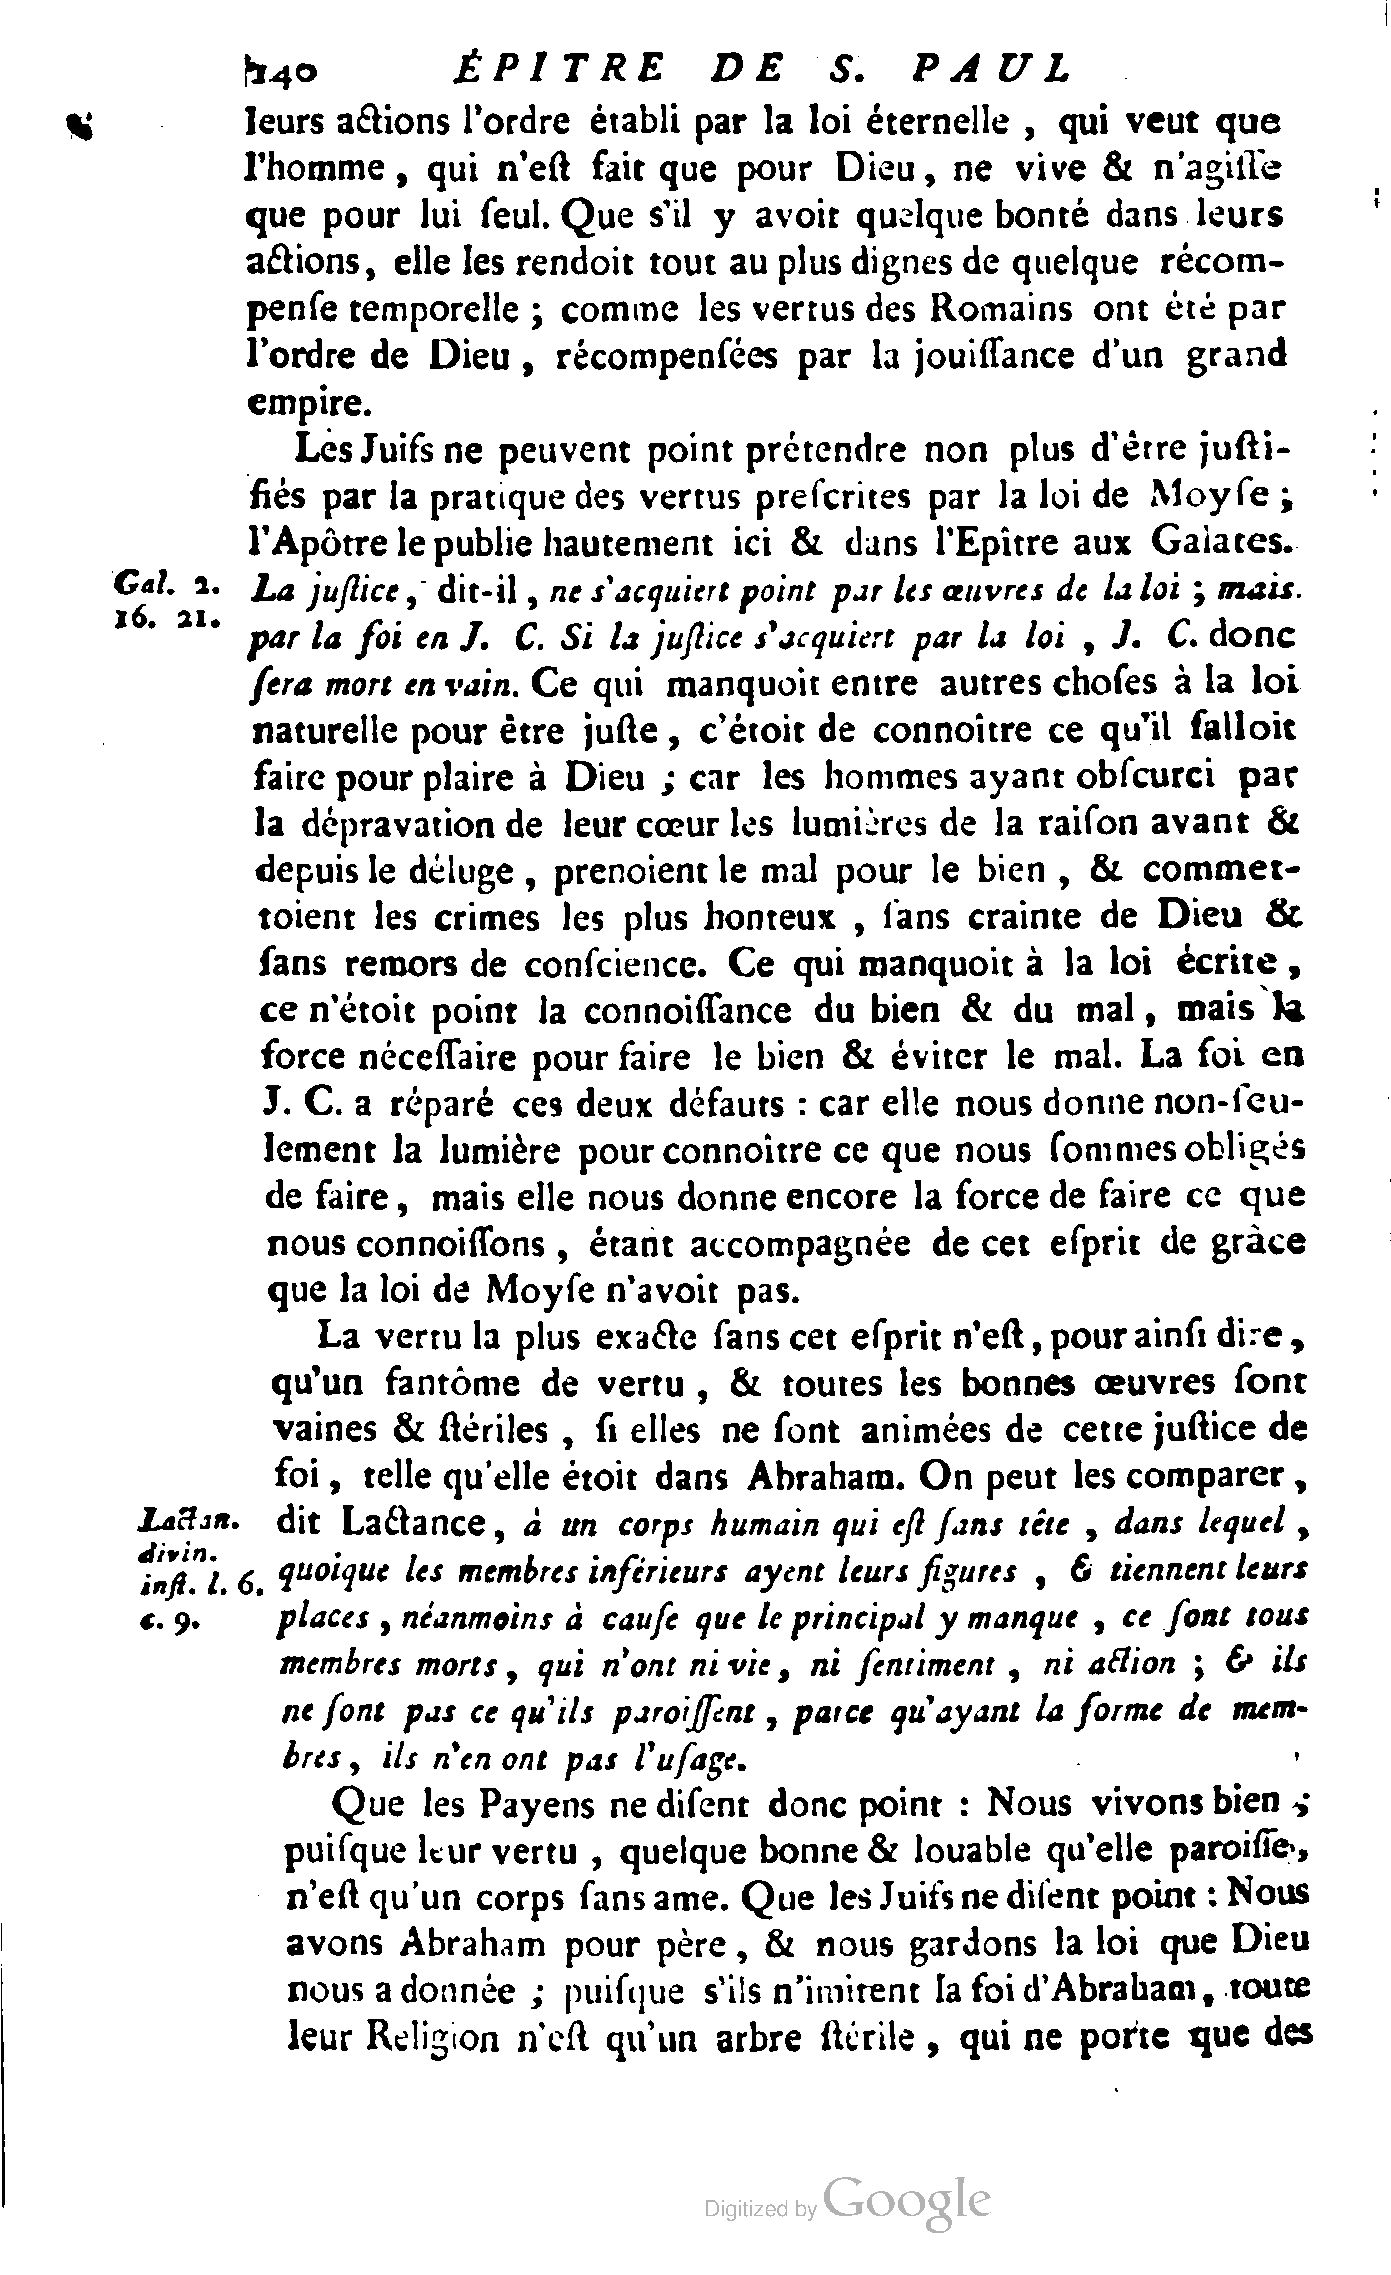 140 ÉPITRE DE S. PAUL
leurs actions l'ordre établi par la loi éternelle , qui veut que
l'homme , qui n'eſt fait que pour Dieu , ne vive & n'agiſſe
que pour lui ſeul. Que s'il y avoit quelque bonté dans leurs
actions, elle les rendoit tout au plus dignes de quelque récom-
penſe temporelle ; comme les vertus des Romains ont été par
l'ordre de Dieu , récompenſées par la jouiſſance d'un grand
empire.
Les Juifs ne peuvent point prétendre non plus d'être juſti-
fiés par la pratique des vertus preſcrites par la loi de Moyſe ;
l'Apôtre le publie hautement ici & dans l'Epître aux Galates.
Gal. 2. La juſtice , dit-il , ne s'acquiert point par les œuvres de la loi ; mais
16. 21.
par la foi en J. C. Si la juſtice s'acquiert par la loi , J. C. donc
ſera mort en vain. Ce qui manquoit entre autres choſes à la loi
naturelle pour être juſte , c'étoit de connoître ce qu'il falloit
faire pour plaire à Dieu ; car les hommes ayant obſcurci par
la dépravation de leur cœur les lumières de la raiſon avant &
depuis le déluge , prenoient le mal pour le bien , & commet-
toient les crimes les plus honteux , ſans crainte de Dieu &
ſans remors de conſcience. Ce qui manquoit à la loi écrite ,
ce n'étoit point la connoiſſance du bien & du mal , mais la
force néceſſaire pour faire le bien & éviter le mal. La foi en
J. C. a réparé ces deux défauts : car elle nous donne non-ſeu-
lement la lumière pour connoître ce que nous ſommes obligés
de faire , mais elle nous donne encore la force de faire ce que
nous connoiſſons , étant accompagnée de cet eſprit de grâce
que la loi de Moyſe n'avoit pas.
La vertu la plus exacte ſans cet eſprit n'eſt , pour ainſi dire ,
qu'un fantôme de vertu , & toutes les bonnes œuvres ſont
vaines & ſtériles , ſi elles ne ſont animées de cette juſtice de
foi , telle qu'elle étoit dans Abraham. On peut les comparer ,
Lactan. dit Lactance , à un corps humain qui eſt ſans tête , dans lequel ,
divin.
inſt. l. 6. quoique les membres inférieurs ayent leurs figures , & tiennent leurs
c. 9. places , néanmoins à cauſe que le principal y manque , ce ſont tous
membres morts , qui n'ont ni vie , ni ſentiment , ni action ; & ils
ne ſont pas ce qu'ils paroiſſent , parce qu'ayant la forme de mem-
bres , ils n'en ont pas l'uſage.
Que les Payens ne diſent donc point : Nous vivons bien ;
puiſque leur vertu , quelque bonne & louable qu'elle paroiſſe ,
n'eſt qu'un corps ſans ame. Que les Juifs ne diſent point : Nous
avons Abraham pour père , & nous gardons la loi que Dieu
nous a donnée ; puiſque s'ils n'imitent la foi d'Abraham , toute
leur Religion n'eſt qu'un arbre ſtérile , qui ne porte que des
Digitized by Google